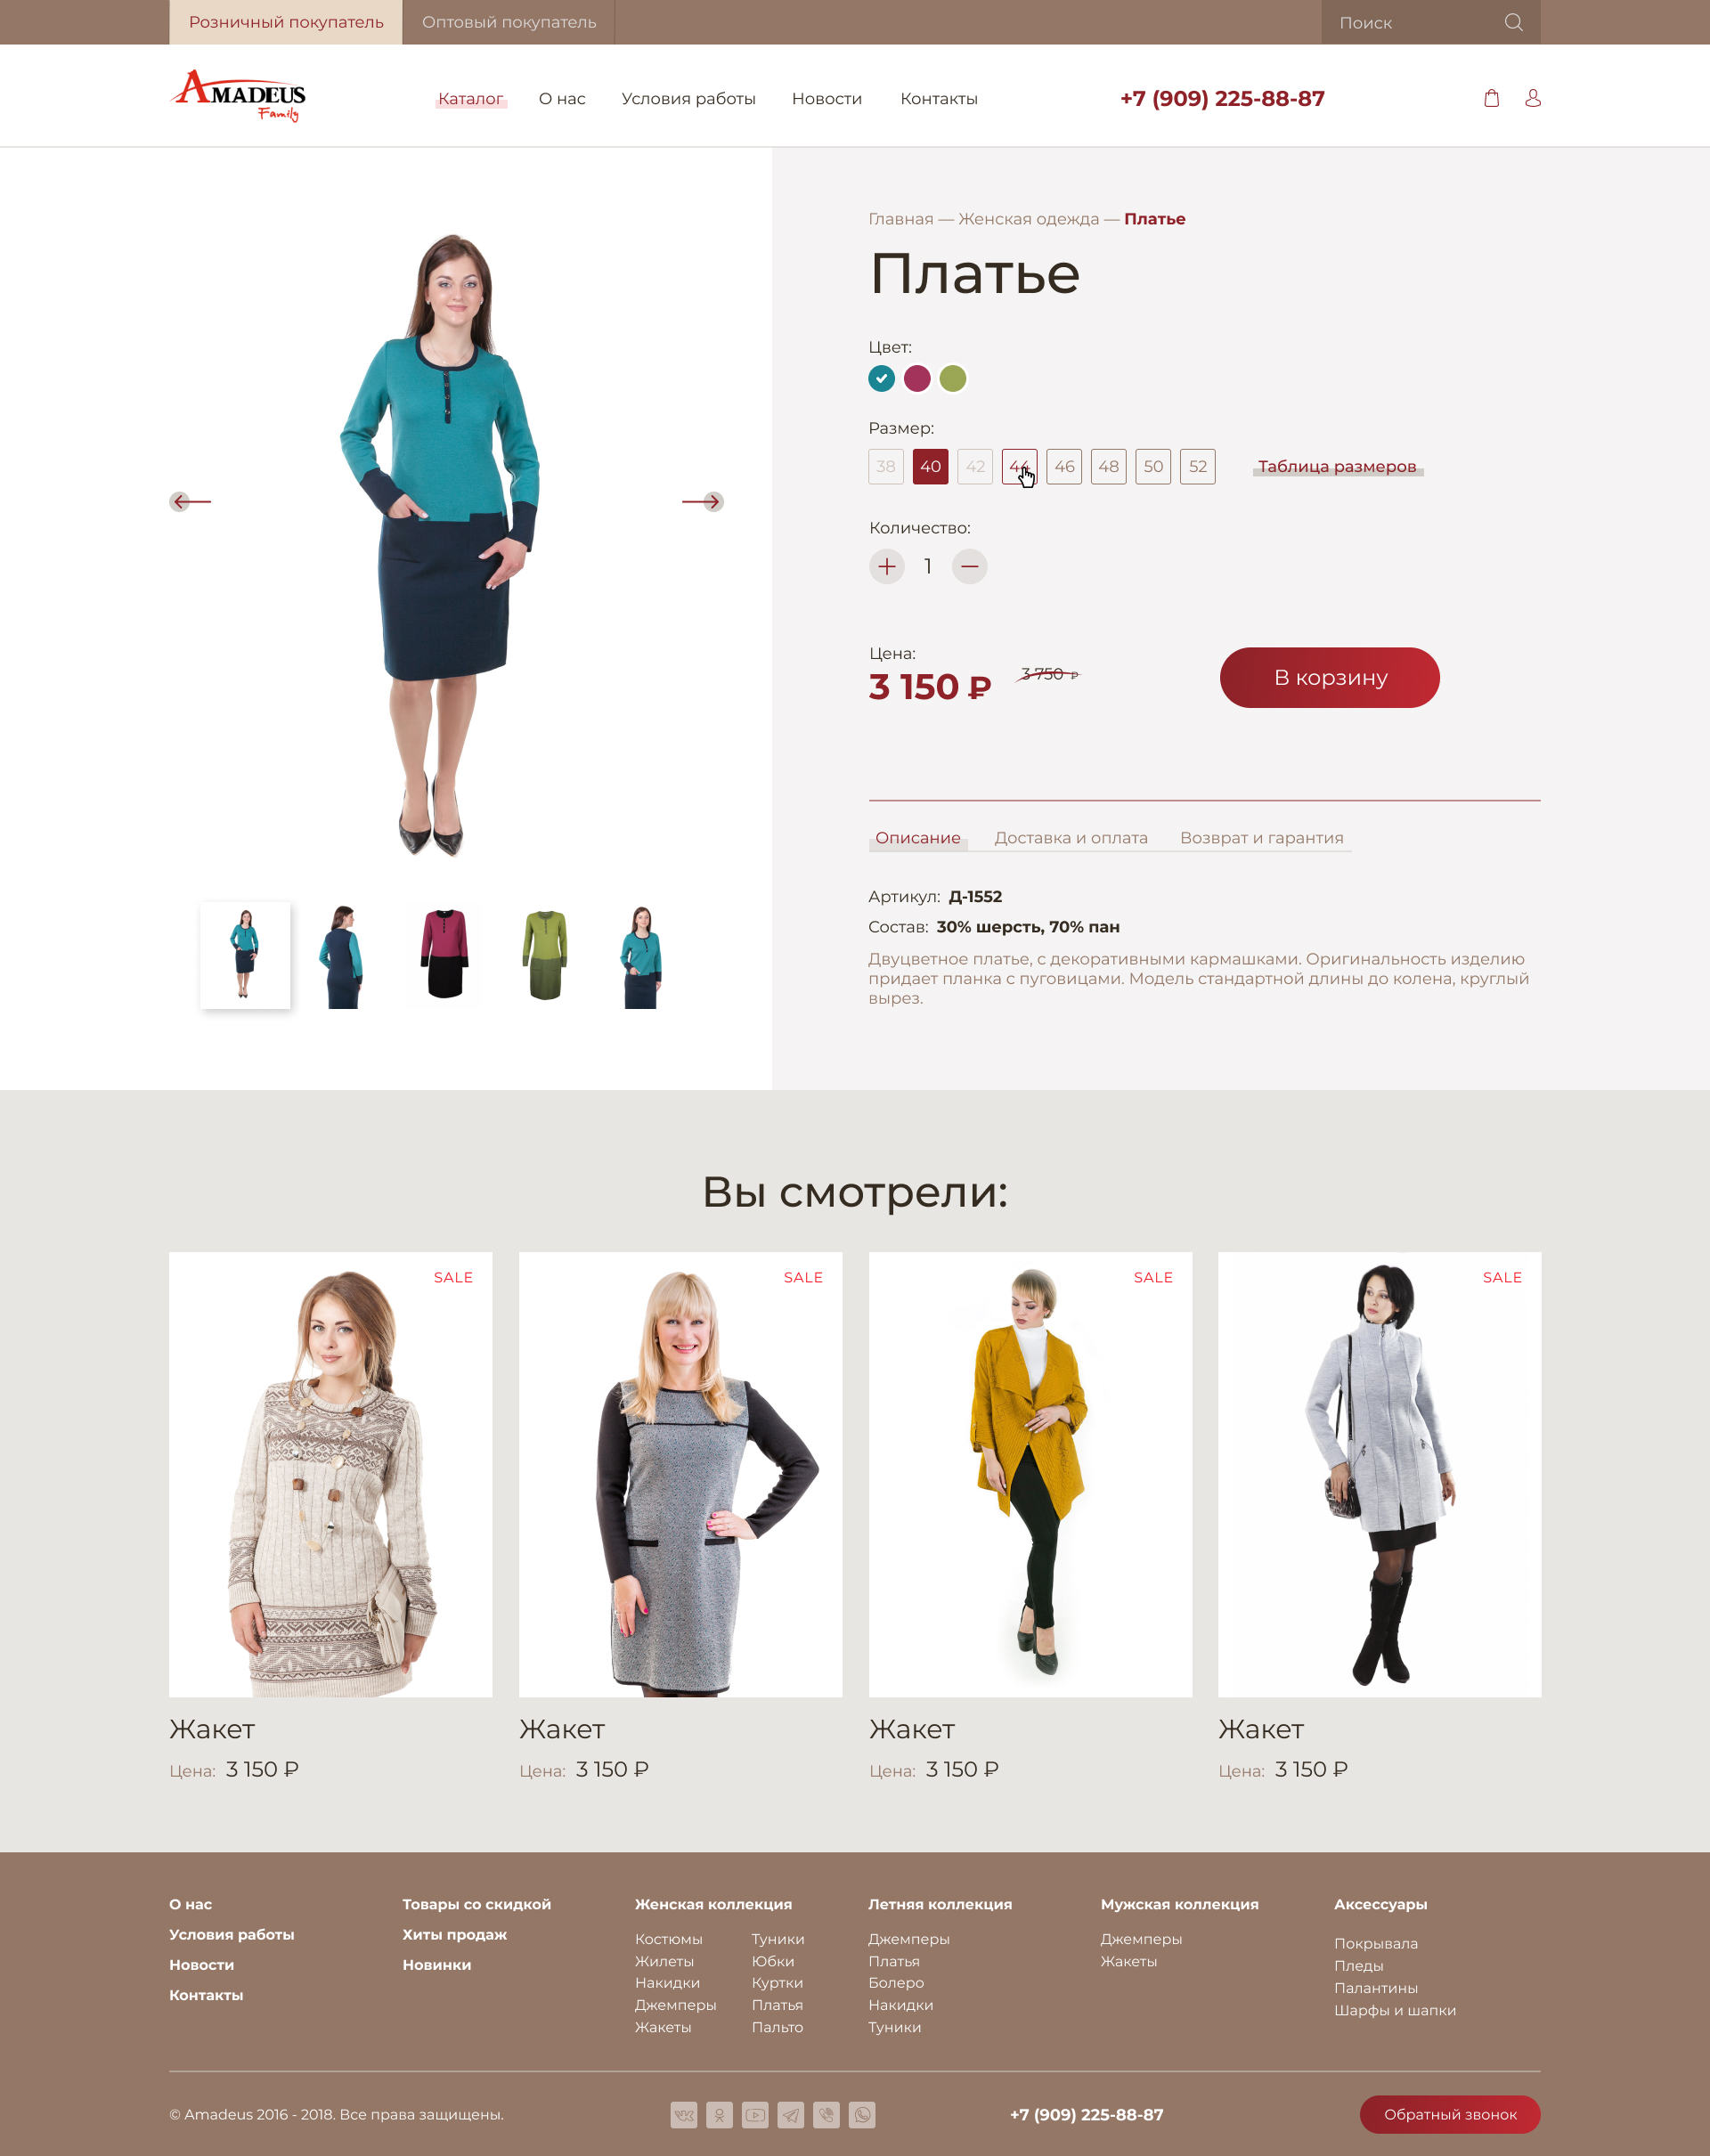 Розничный покупатель
Оптовый покупатель
Поиск
AMADEUS
Family
Каталог
О нас
Условия работы
Новости
Контакты
+7 (909) 225-88-87
Главная — Женская одежда — Платье
Платье
Цвет:
Размер:
38 40 42 44 46 48 50 52
Таблица размеров
Количество:
1
Цена:
3 150 ₽
3 750 ₽
В корзину
Описание
Доставка и оплата
Возврат и гарантия
Артикул: Д-1552
Состав: 30% шерсть, 70% пан
Двуцветное платье, с декоративными кармашками. Оригинальность изделию
придает планка с пуговицами. Модель стандартной длины до колена, круглый
вырез.
Вы смотрели:
SALE
Жакет
Цена: 3 150 ₽
SALE
Жакет
Цена: 3 150 ₽
SALE
Жакет
Цена: 3 150 ₽
SALE
Жакет
Цена: 3 150 ₽
О нас
Условия работы
Новости
Контакты
Товары со скидкой
Хиты продаж
Новинки
Женская коллекция
Костюмы
Жилеты
Накидки
Джемперы
Жакеты
Туники
Юбки
Куртки
Платья
Пальто
Летняя коллекция
Джемперы
Платья
Болеро
Накидки
Туники
Мужская коллекция
Джемперы
Жакеты
Аксессуары
Покрывала
Пледы
Палантины
Шарфы и шапки
© Amadeus 2016 - 2018. Все права защищены.
+7 (909) 225-88-87
Обратный звонок